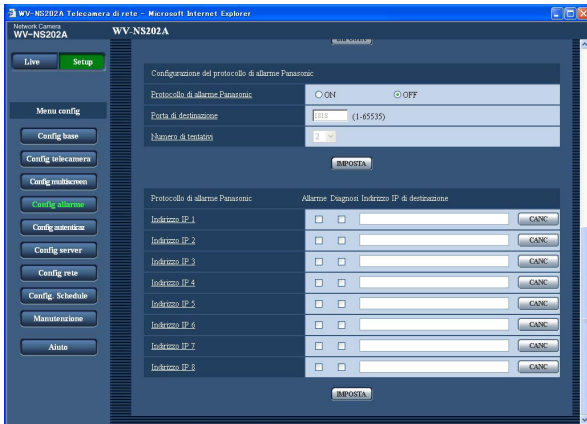 WV-NS202A Telecamera di rete - Microsoft Internet Explorer
Network Camera
WV-NS202A
WV-NS202A
Live
Setup
Menu config
Config base
Config telecamera
Config multiscreen
Config allarme
Config autenticaz
Config server
Config rete
Config. Schedule
Manutenzione
Aiuto
IMPOSTA
Configurazione del protocollo di allarme Panasonic
Protocollo di allarme Panasonic ON OFF
Porta di destinazione 1818 (1-65535)
Numero di tentativi 2
IMPOSTA
Protocollo di allarme Panasonic Allarme Diagnosi Indirizzo IP di destinazione
Indirizzo IP 1 CANC
Indirizzo IP 2 CANC
Indirizzo IP 3 CANC
Indirizzo IP 4 CANC
Indirizzo IP 5 CANC
Indirizzo IP 6 CANC
Indirizzo IP 7 CANC
Indirizzo IP 8 CANC
IMPOSTA